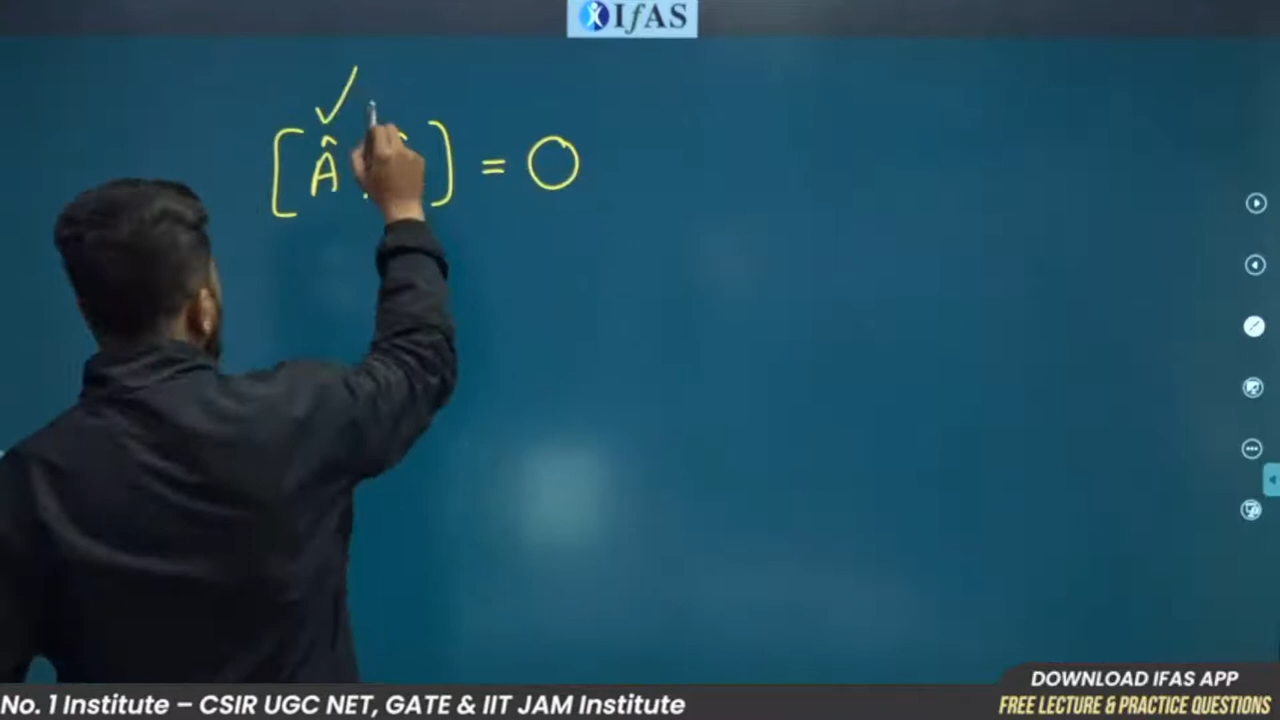 IfAS
[ Â , ] = 0
No. 1 Institute – CSIR UGC NET, GATE & IIT JAM Institute
DOWNLOAD IFAS APP
FREE LECTURE & PRACTICE QUESTIONS